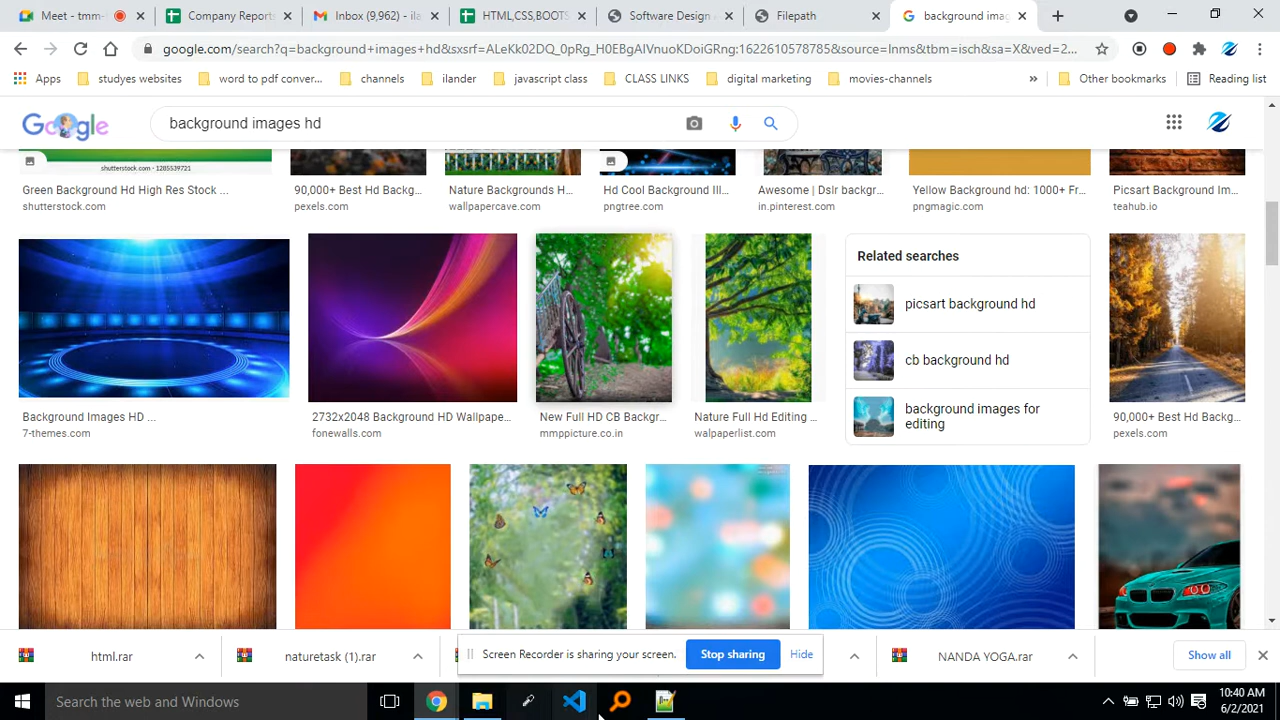 Meet - tmm-
Company Report
Inbox (9,962) - ila
HTML,CSS,BOOTS
Software Design
Filepath
background imag
google.com/search?q=background+images+hd&sxsrf=ALeKk02DQ_0pRg_H0EBgAIVnuoKDoiGRqg:1622610578785&source=lnms&tbm=isch&sa=X&ved=2...
Apps
studyes websites
word to pdf conver...
channels
ilander
javascript class
CLASS LINKS
digital marketing
movies-channels
»
Other bookmarks
Reading list
Google
background images hd
shutterstock.com · 1285539721
Green Background Hd High Res Stock ...
shutterstock.com
90,000+ Best Hd Backg...
pexels.com
Nature Backgrounds H...
wallpapercave.com
Hd Cool Background Ill...
pngtree.com
Awesome | Dslr backgr...
in.pinterest.com
Yellow Background hd: 1000+ Fr...
pngmagic.com
Picsart Background Im...
teahub.io
Related searches
picsart background hd
cb background hd
background images for
editing
Background Images HD ...
7-themes.com
2732x2048 Background HD Wallpape...
fonewalls.com
New Full HD CB Backgr...
mmppicture.co.in
Nature Full Hd Editing ...
walpaperlist.com
90,000+ Best Hd Backg...
pexels.com
html.rar
naturetask (1).rar
Screen Recorder is sharing your screen.
Stop sharing
Hide
NANDA YOGA.rar
Show all
Search the web and Windows
10:40 AM
6/2/2021